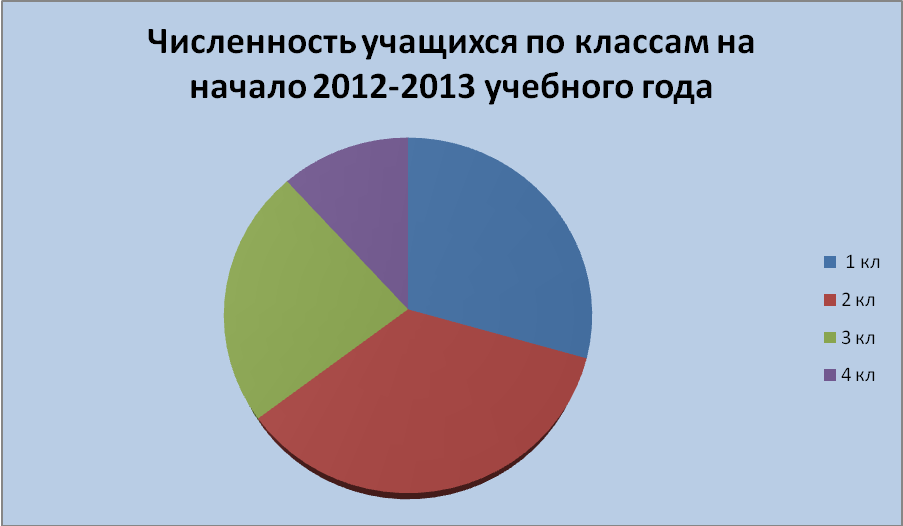 Численность учащихся по классам на
начало 2012-2013 учебного года
1 кл
2 кл
3 кл
4 кл